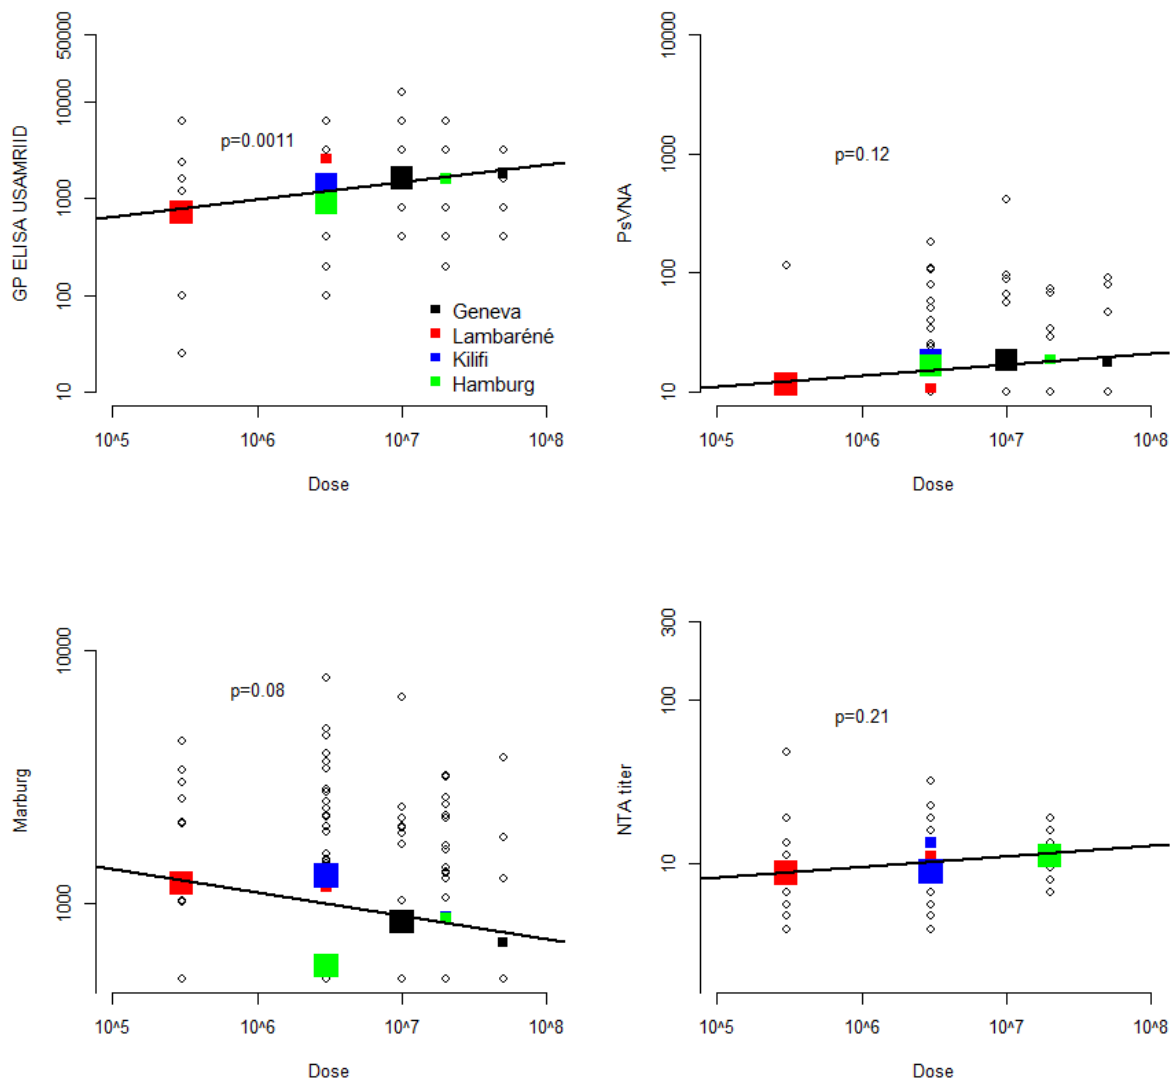 GP ELISA USAMRIID
50000
10000
1000
100
10
p=0.0011
Geneva
Lambaréné
Kilifi
Hamburg
10^5 10^6 10^7 10^8
Dose
PsVNA
10000
1000
100
10
p=0.12
10^5 10^6 10^7 10^8
Dose
Marburg
10000
1000
p=0.08
10^5 10^6 10^7 10^8
Dose
NTA titer
300
100
10
p=0.21
10^5 10^6 10^7 10^8
Dose